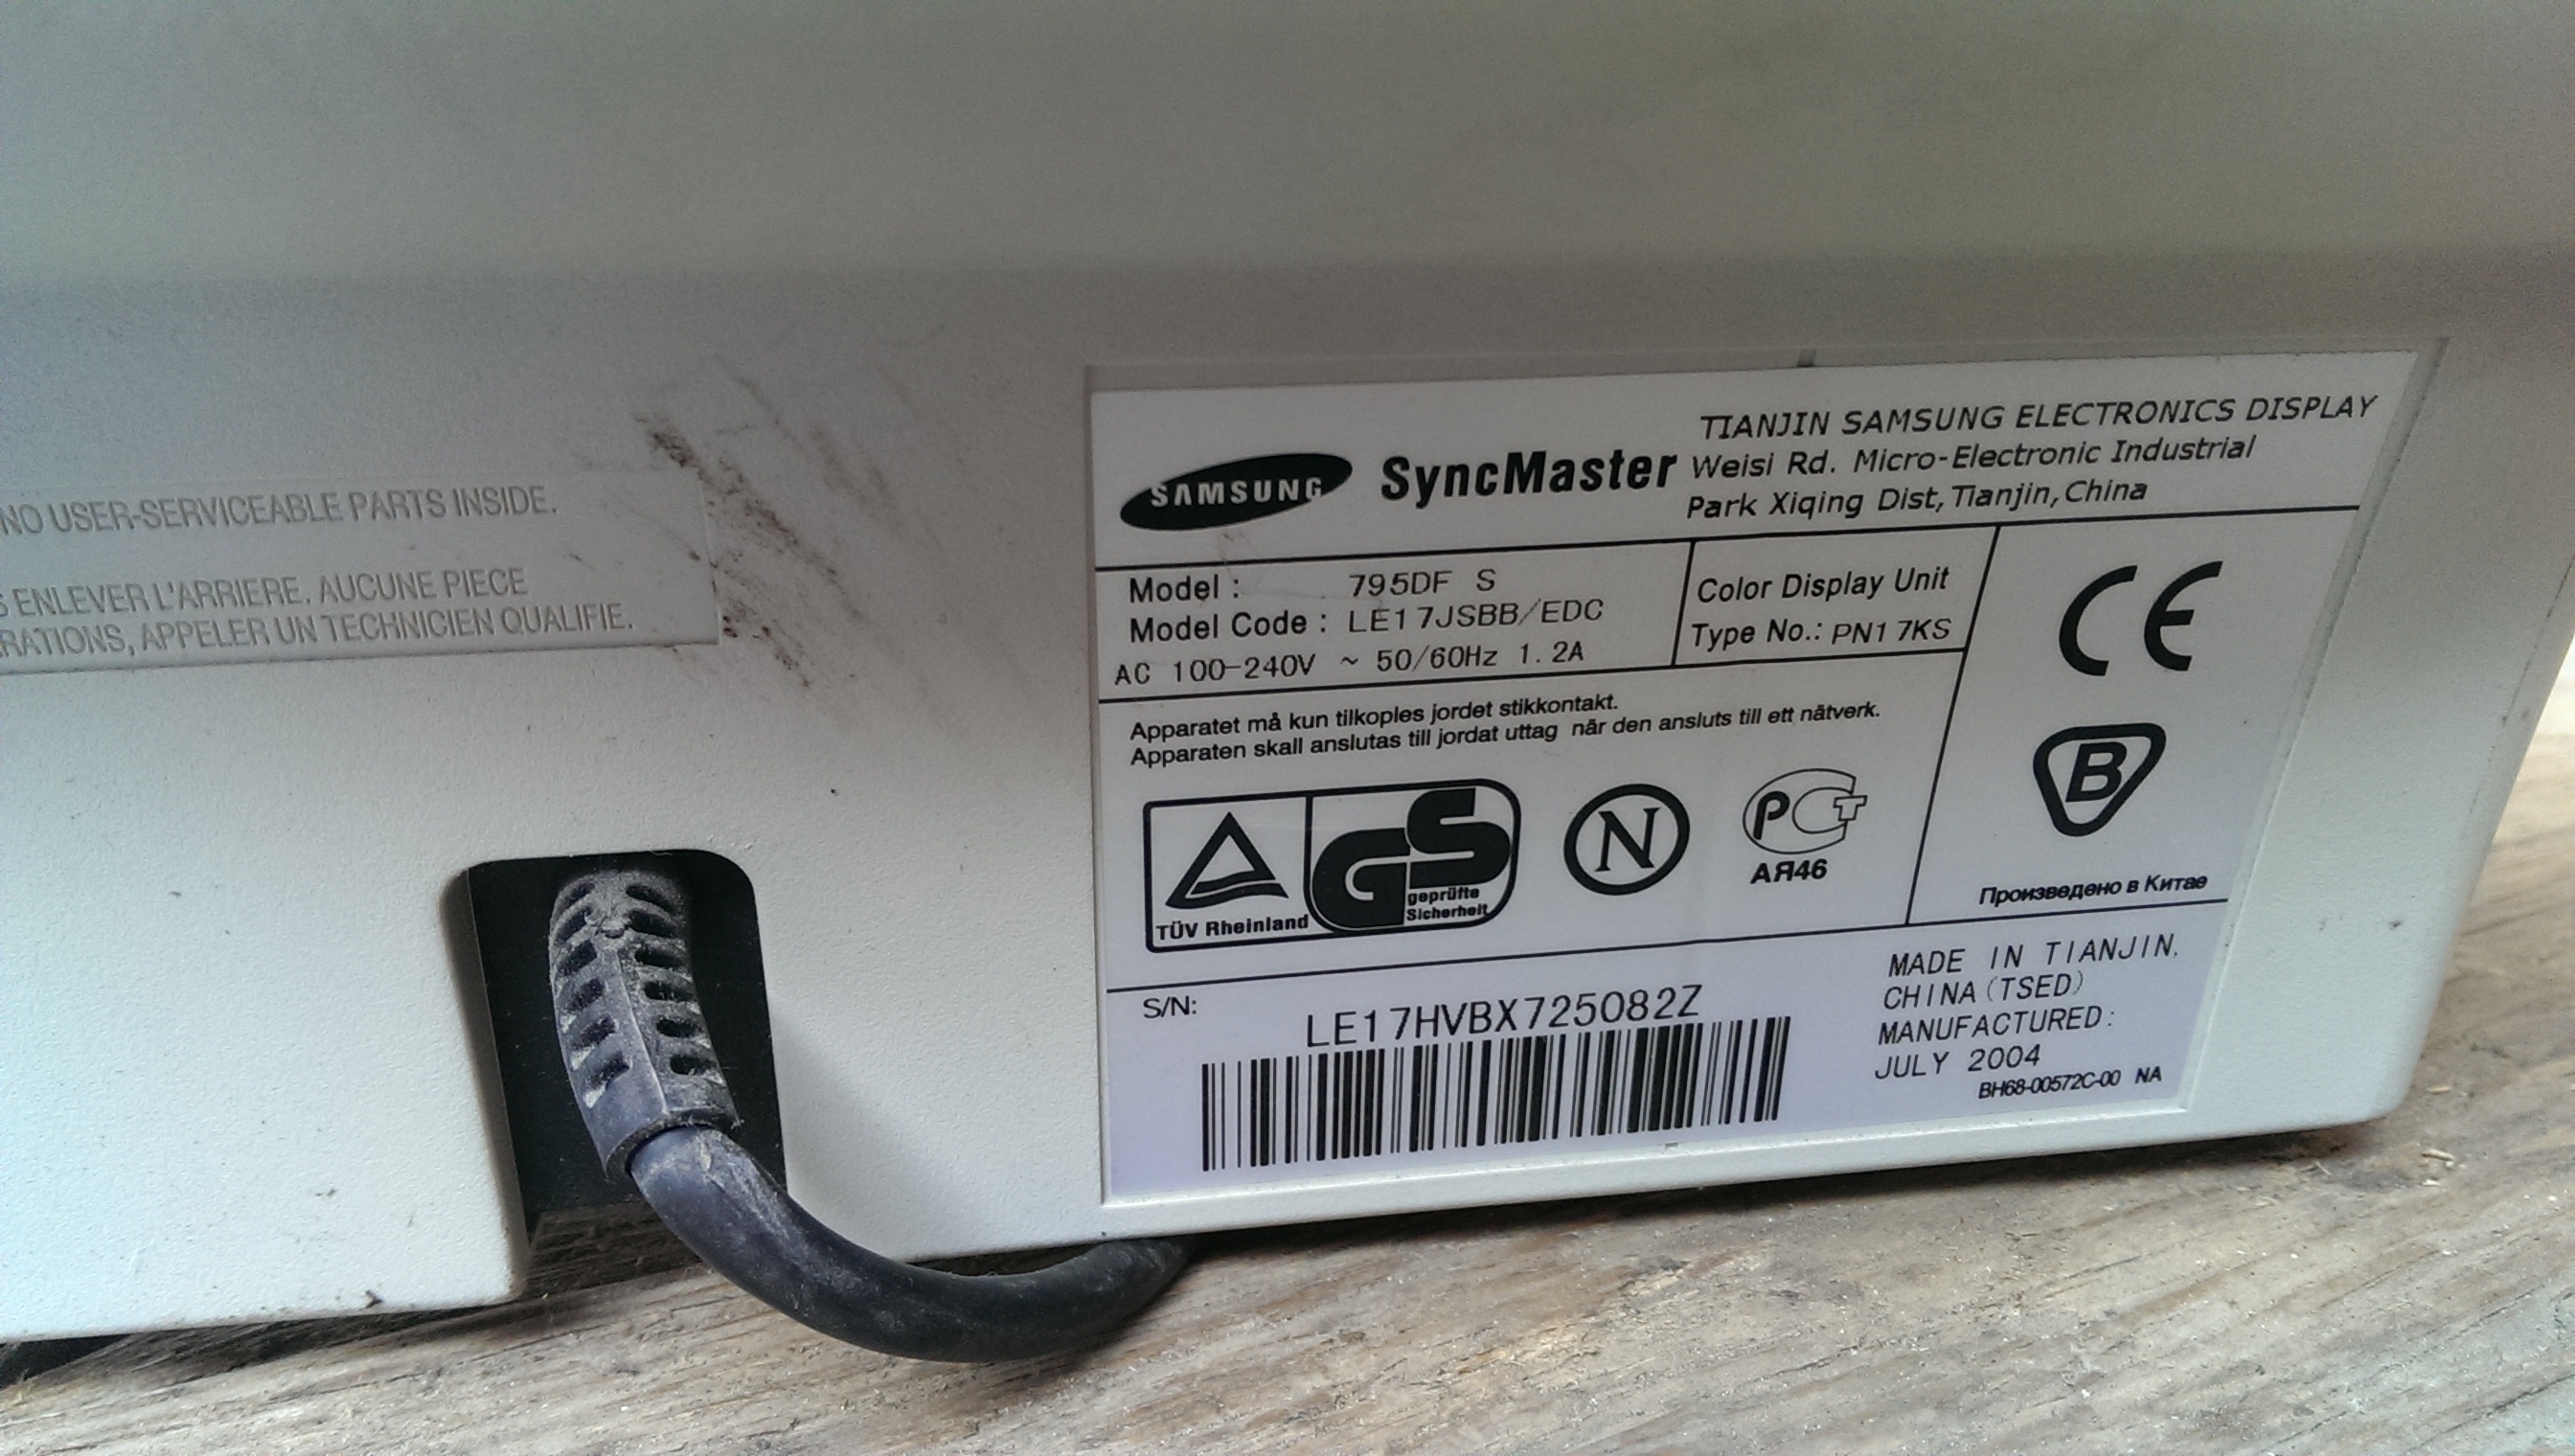 NO USER-SERVICEABLE PARTS INSIDE.
ENLEVER L'ARRIERE. AUCUNE PIECE
APPELER UN TECHNICIEN QUALIFIE.
SAMSUNG SyncMaster
TIANJIN SAMSUNG ELECTRONICS DISPLAY
Weisi Rd. Micro-Electronic Industrial
Park Xiqing Dist, Tianjin, China
Model : 795DF S
Model Code : LE17JSBB/EDC
AC 100-240V ~ 50/60Hz 1.2A
Color Display Unit
Type No.: PN17KS
CE
Apparatet må kun tilkoples jordet stikkontakt.
Apparaten skall anslutas till jordat uttag när den ansluts till ett nätverk.
TÜV Rheinland
GS
geprüfte
Sicherheit
N
РСТ
АЯ46
B
Произведено в Китае
S/N:
LE17HVBX725082Z
MADE IN TIANJIN,
CHINA (TSED)
MANUFACTURED:
JULY 2004
BH68-00572C-00 NA